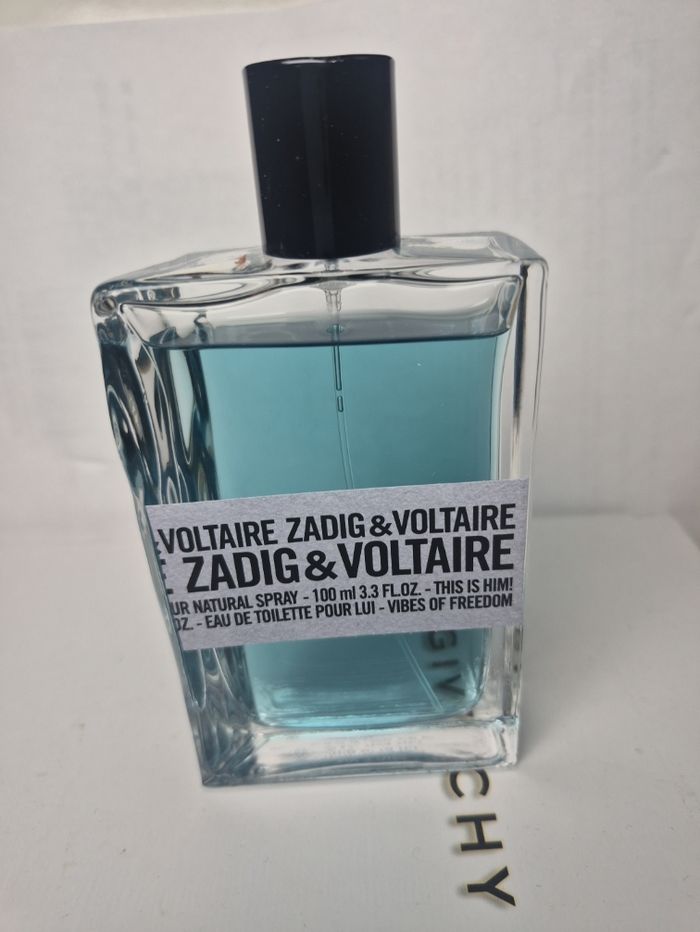 &VOLTAIRE ZADIG&VOLTAIRE
E ZADIG&VOLTAIRE
UR NATURAL SPRAY - 100 ml 3.3 FL.OZ. - THIS IS HIM!
OZ. - EAU DE TOILETTE POUR LUI - VIBES OF FREEDOM
GIV
CHY